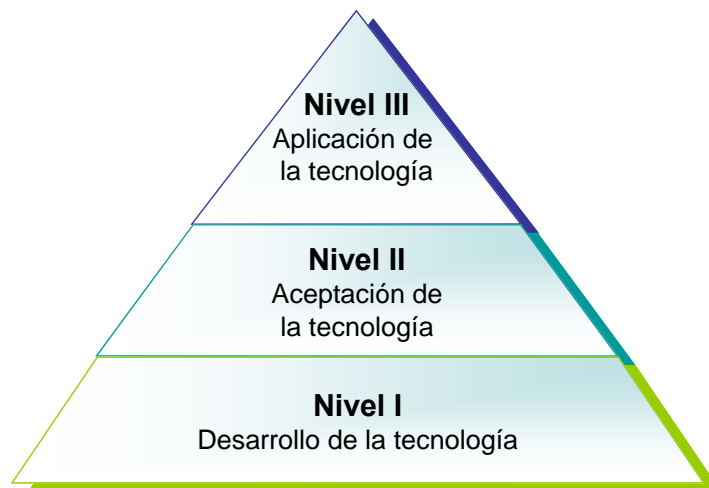 Nivel III
Aplicación de
la tecnología
Nivel II
Aceptación de
la tecnología
Nivel I
Desarrollo de la tecnología